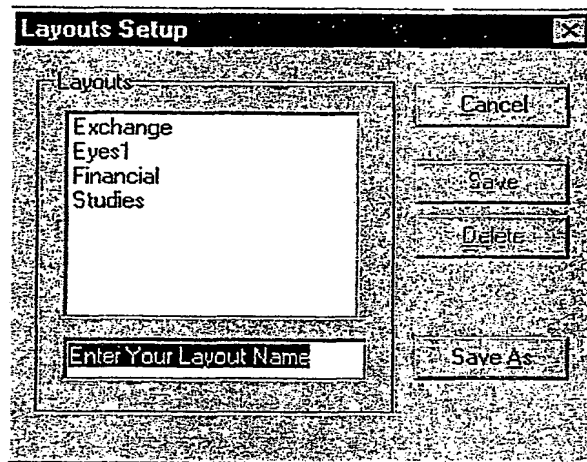 Layouts Setup
Layouts
Exchange
Eyes1
Financial
Studies
Enter Your Layout Name
Cancel
Save
Delete
Save As